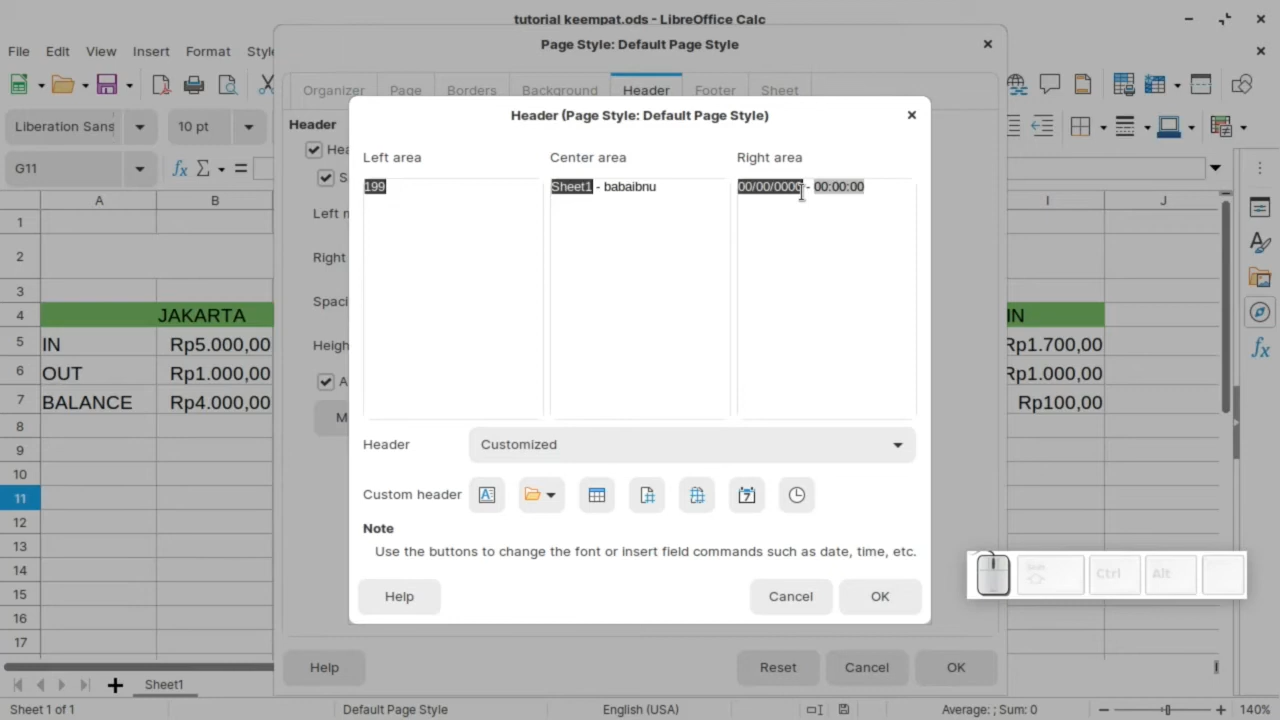 tutorial keempat.ods - LibreOffice Calc
File Edit View Insert Format
Page Style: Default Page Style
Organizer Page Borders Background Header Footer Sheet
Liberation Sans 10 pt
Header
G11
Header (Page Style: Default Page Style)
Left area Center area Right area
199 Sheet1 - babaibnu 00/00/0000 - 00:00:00
Left
Right
A B I J
1
2
3
4 JAKARTA IN
5 IN Rp5.000,00 Rp1.700,00
6 OUT Rp1.000,00 Rp1.000,00
7 BALANCE Rp4.000,00 Rp100,00
8
9
10
11
12
13
14
15
16
17
Header Customized
Custom header
Note
Use the buttons to change the font or insert field commands such as date, time, etc.
Help Cancel OK
Shift Ctrl Alt
Help Reset Cancel OK
Sheet1
Sheet 1 of 1 Default Page Style English (USA) Average: ; Sum: 0 140%